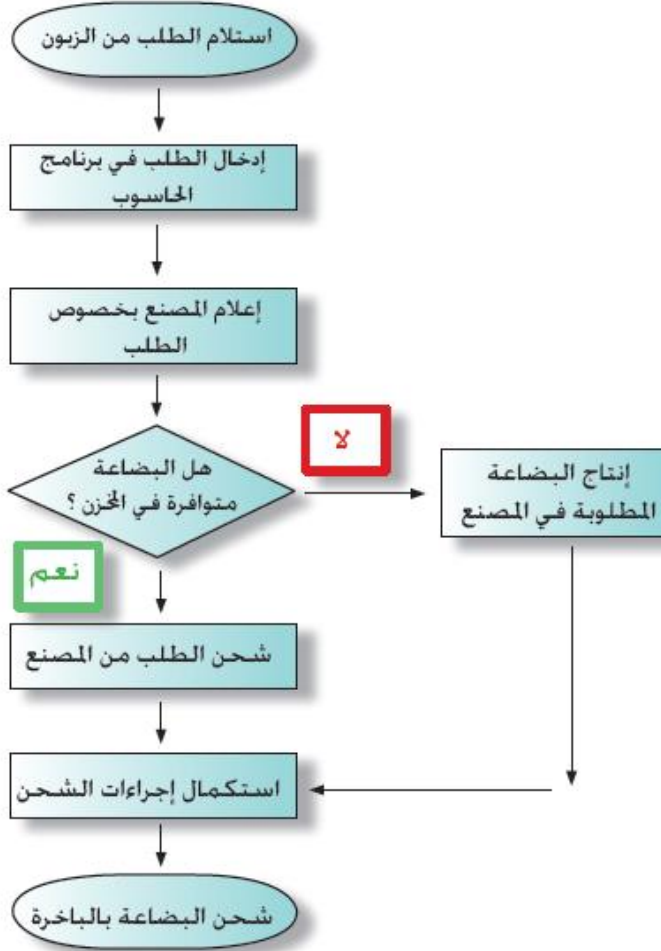 استلام الطلب من الزبون
إدخال الطلب في برنامج
الحاسوب
إعلام المصنع بخصوص
الطلب
هل البضاعة
متوافرة في المخزن ؟
لا
إنتاج البضاعة
المطلوبة في المصنع
نعم
شحن الطلب من المصنع
استكمال إجراءات الشحن
شحن البضاعة بالباخرة